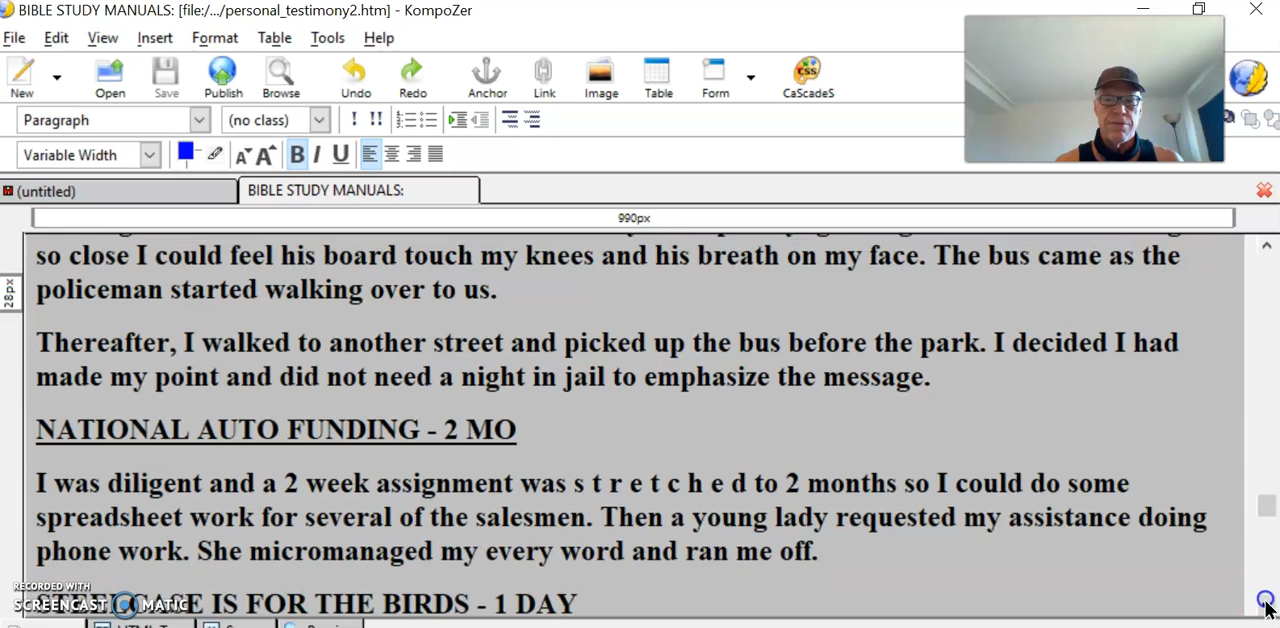 BIBLE STUDY MANUALS: [file:/.../personal_testimony2.htm] - KompoZer
File Edit View Insert Format Table Tools Help
New Open Save Publish Browse Undo Redo Anchor Link Image Table Form CaScadeS
Paragraph (no class)
Variable Width
(untitled) BIBLE STUDY MANUALS:
990px
28px
so close I could feel his board touch my knees and his breath on my face. The bus came as the
policeman started walking over to us.
Thereafter, I walked to another street and picked up the bus before the park. I decided I had
made my point and did not need a night in jail to emphasize the message.
NATIONAL AUTO FUNDING - 2 MO
I was diligent and a 2 week assignment was s t r e t c h e d to 2 months so I could do some
spreadsheet work for several of the salesmen. Then a young lady requested my assistance doing
phone work. She micromanaged my every word and ran me off.
RECORDED WITH
SCREENCAST MATIC
STEELCASE IS FOR THE BIRDS - 1 DAY